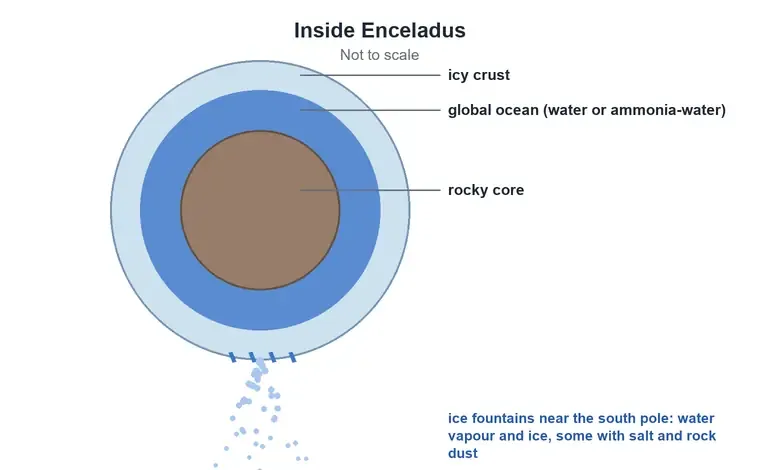 Inside Enceladus
Not to scale
icy crust
global ocean (water or ammonia-water)
rocky core
ice fountains near the south pole: water
vapour and ice, some with salt and rock
dust